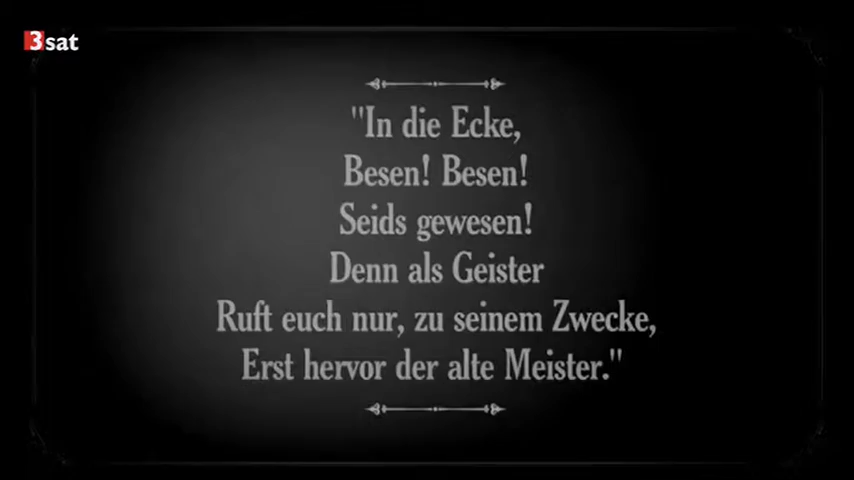 3sat
"In die Ecke,
Besen! Besen!
Seids gewesen!
Denn als Geister
Ruft euch nur, zu seinem Zwecke,
Erst hervor der alte Meister."